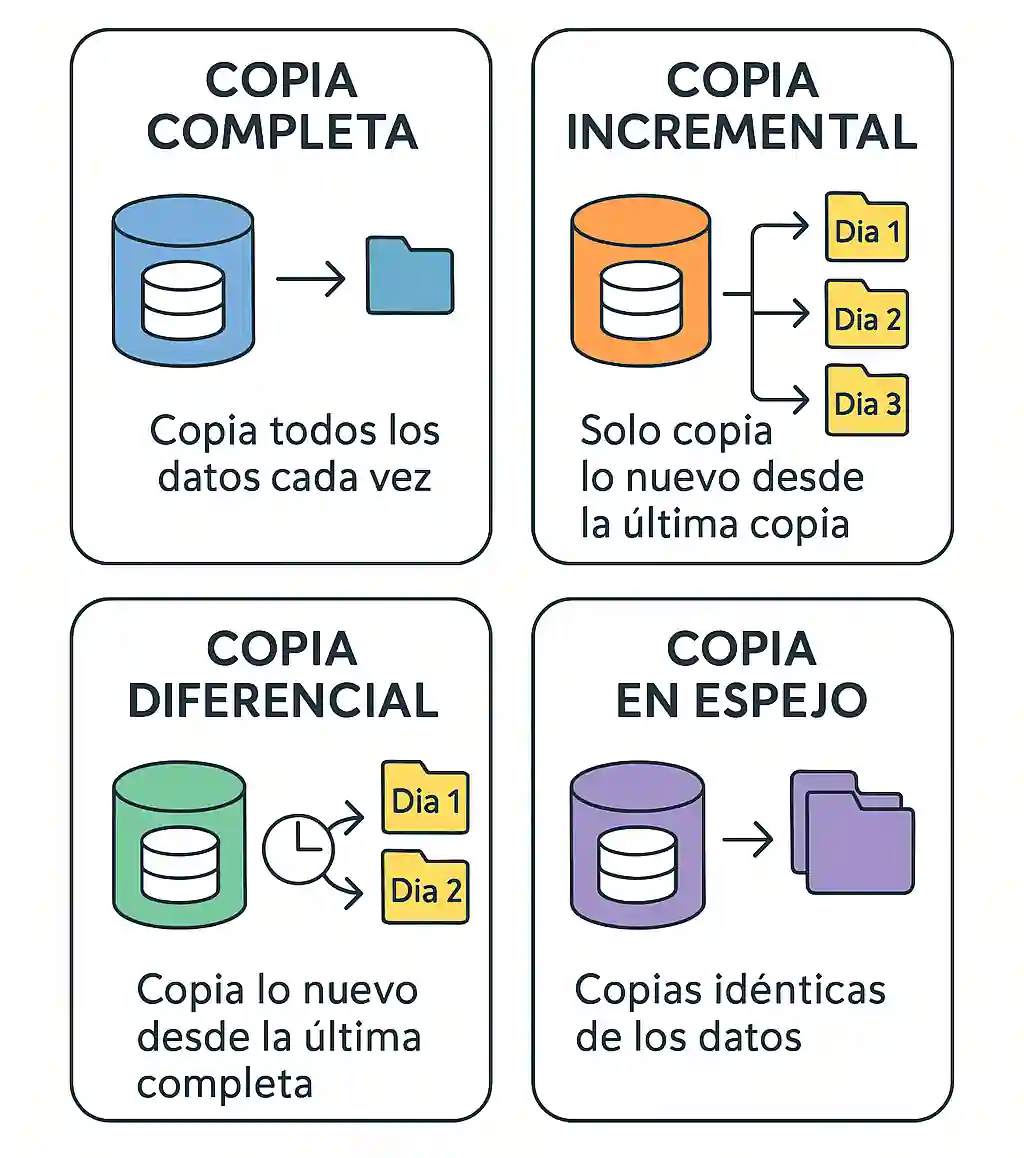 COPIA
COMPLETA
Copia todos los
datos cada vez
COPIA
INCREMENTAL
Dia 1
Dia 2
Dia 3
Solo copia
lo nuevo desde
la última copia
COPIA
DIFERENCIAL
Dia 1
Dia 2
Copia lo nuevo
desde la última
completa
COPIA
EN ESPEJO
Copias idénticas
de los datos